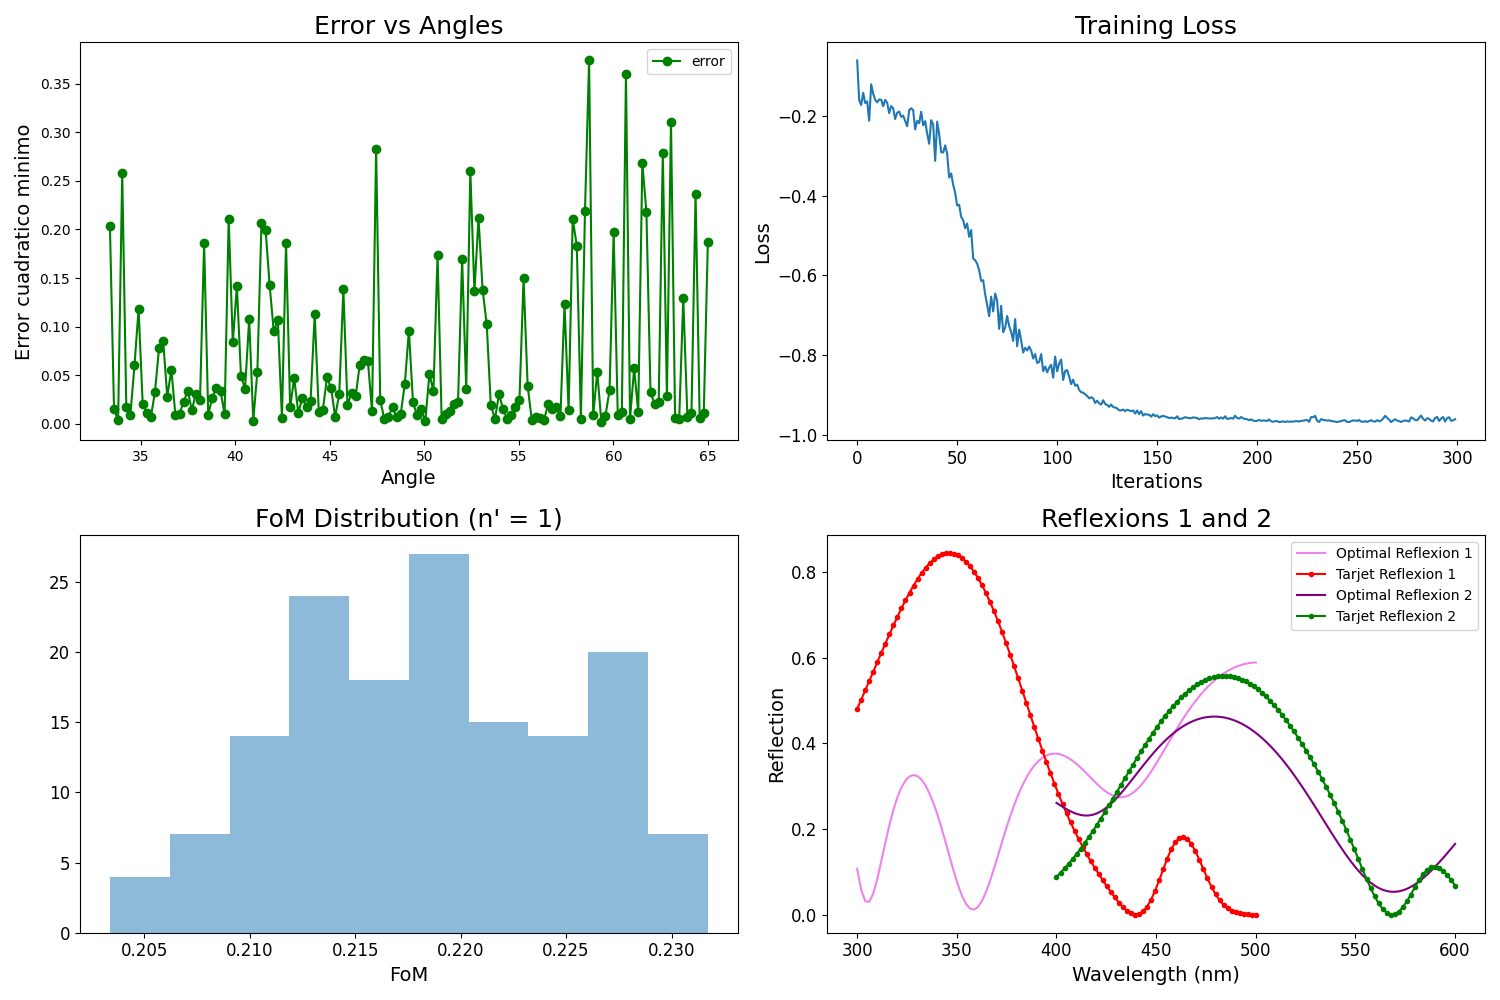 Error vs Angles
error
0.35
0.30
0.25
0.20
0.15
0.10
0.05
0.00
Error cuadratico minimo
35 40 45 50 55 60 65
Angle
Training Loss
−0.2
−0.4
−0.6
−0.8
−1.0
Loss
0 50 100 150 200 250 300
Iterations
FoM Distribution (n' = 1)
25
20
15
10
5
0
0.205 0.210 0.215 0.220 0.225 0.230
FoM
Reflexions 1 and 2
Optimal Reflexion 1
Tarjet Reflexion 1
Optimal Reflexion 2
Tarjet Reflexion 2
0.8
0.6
0.4
0.2
0.0
Reflection
300 350 400 450 500 550 600
Wavelength (nm)